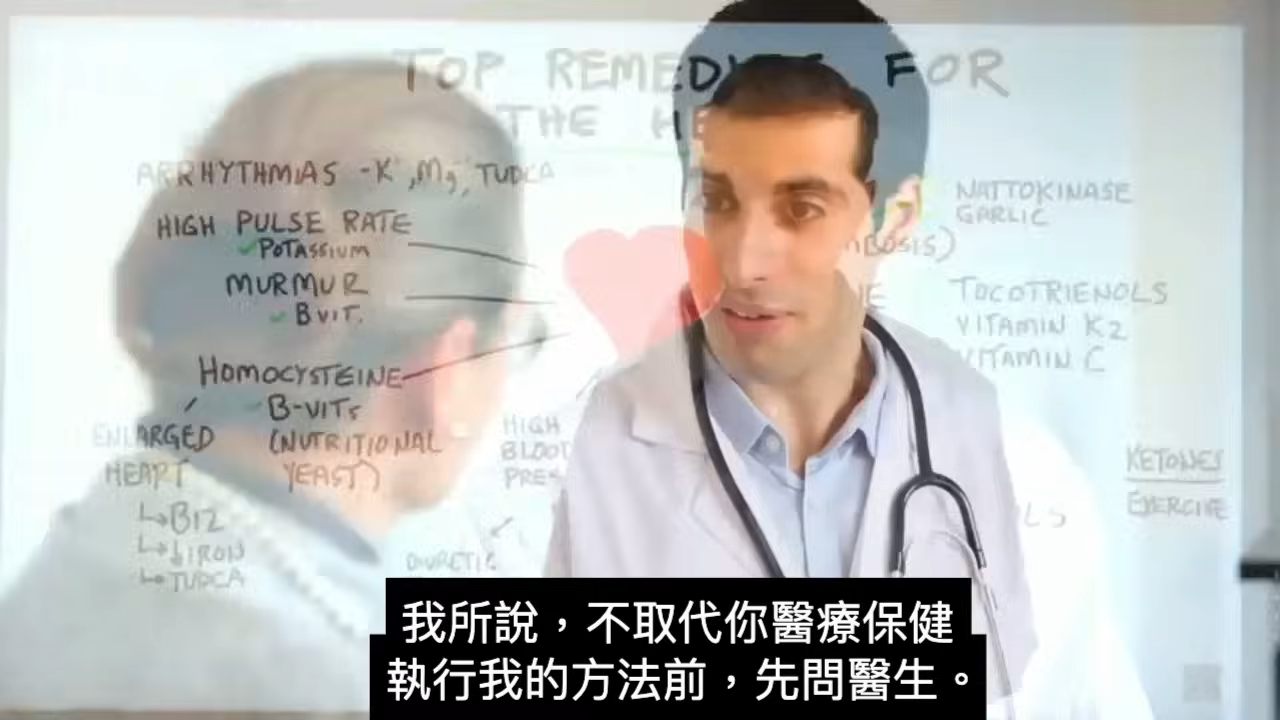 TOP REMEDIES FOR
THE
ARRHYTHMIAS - K⁺, Mg⁺⁺, TUDCA
HIGH PULSE RATE
✓POTASSIUM
MURMUR
✓ B VIT.
HOMOCYSTEINE
✓ B-VITS
(NUTRITIONAL
YEAST)
ENLARGED
HEART
↳B12
↳↓IRON
↳TUDCA
HIGH
BLOOD
DIURETIC
NATTOKINASE
GARLIC
TOCOTRIENOLS
VITAMIN K2
VITAMIN C
KETONES
EXERCISE
我所說，不取代你醫療保健
執行我的方法前，先問醫生。